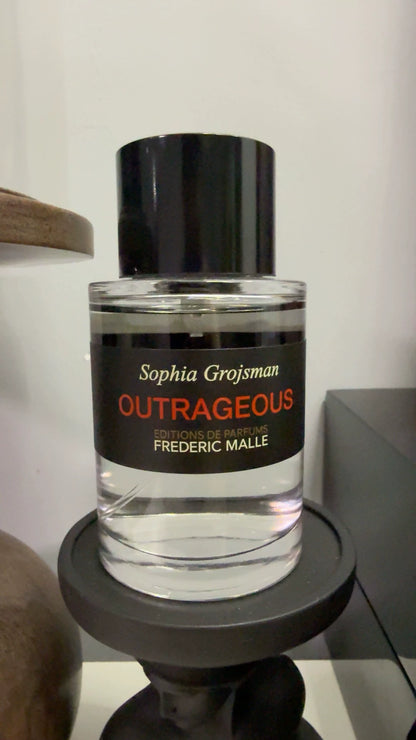 Sophia Grojsman
OUTRAGEOUS
EDITIONS DE PARFUMS
FREDERIC MALLE